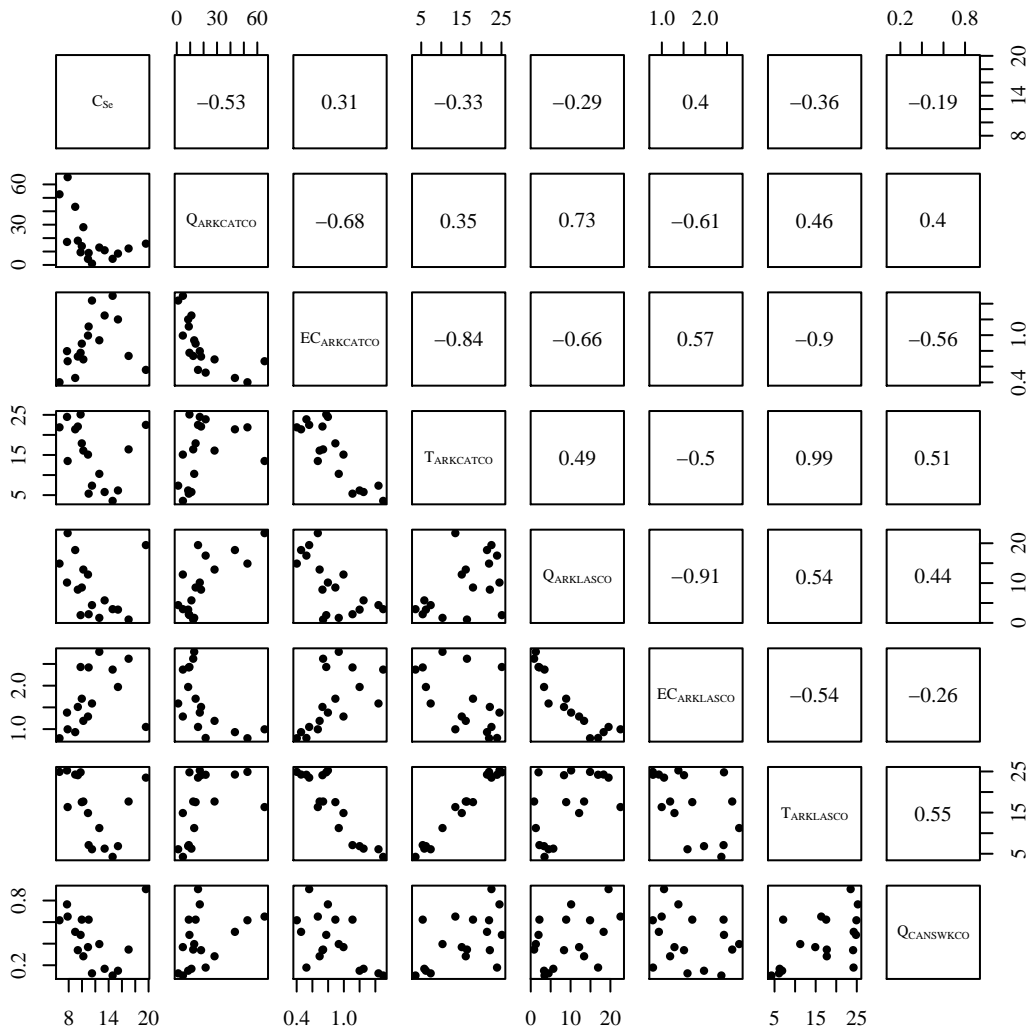 0 20 60 5 15 25 1.0 2.0 0.2 0.8
C_Se −0.53 0.31 −0.33 −0.29 0.4 −0.36 −0.19 8 14 20
0 30 60 Q_ARKCATCO −0.68 0.35 0.73 −0.61 0.46 0.4
EC_ARKCATCO −0.84 −0.66 0.57 −0.9 −0.56 0.4 1.0
5 15 25 T_ARKCATCO 0.49 −0.5 0.99 0.51
Q_ARKLASCO −0.91 0.54 0.44 0 10 20
1.0 2.0 EC_ARKLASCO −0.54 −0.26
T_ARKLASCO 0.55 5 15 25
0.2 0.8 Q_CANSWKCO
8 14 20 0.4 1.0 0 10 20 5 15 25